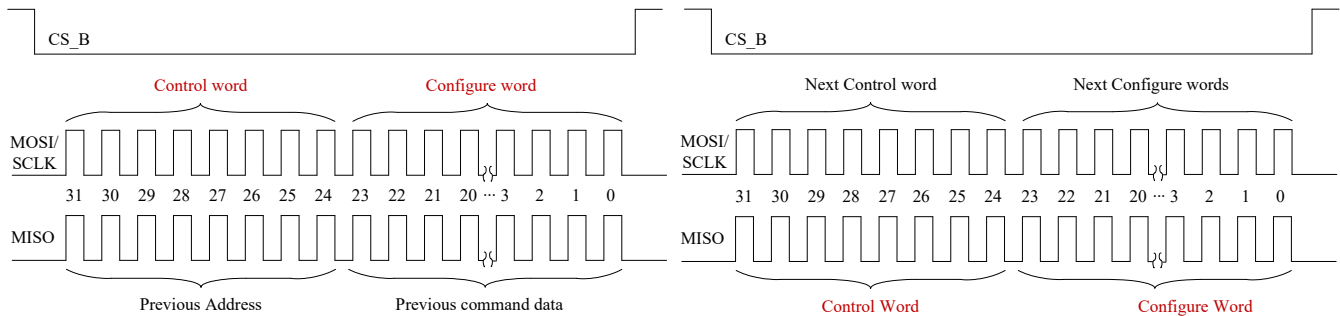 CS_B
Control word
Configure word
MOSI/
SCLK
31 30 29 28 27 26 25 24 23 22 21 20 ... 3 2 1 0
MISO
Previous Address
Previous command data
CS_B
Next Control word
Next Configure words
MOSI/
SCLK
31 30 29 28 27 26 25 24 23 22 21 20 ... 3 2 1 0
MISO
Control Word
Configure Word